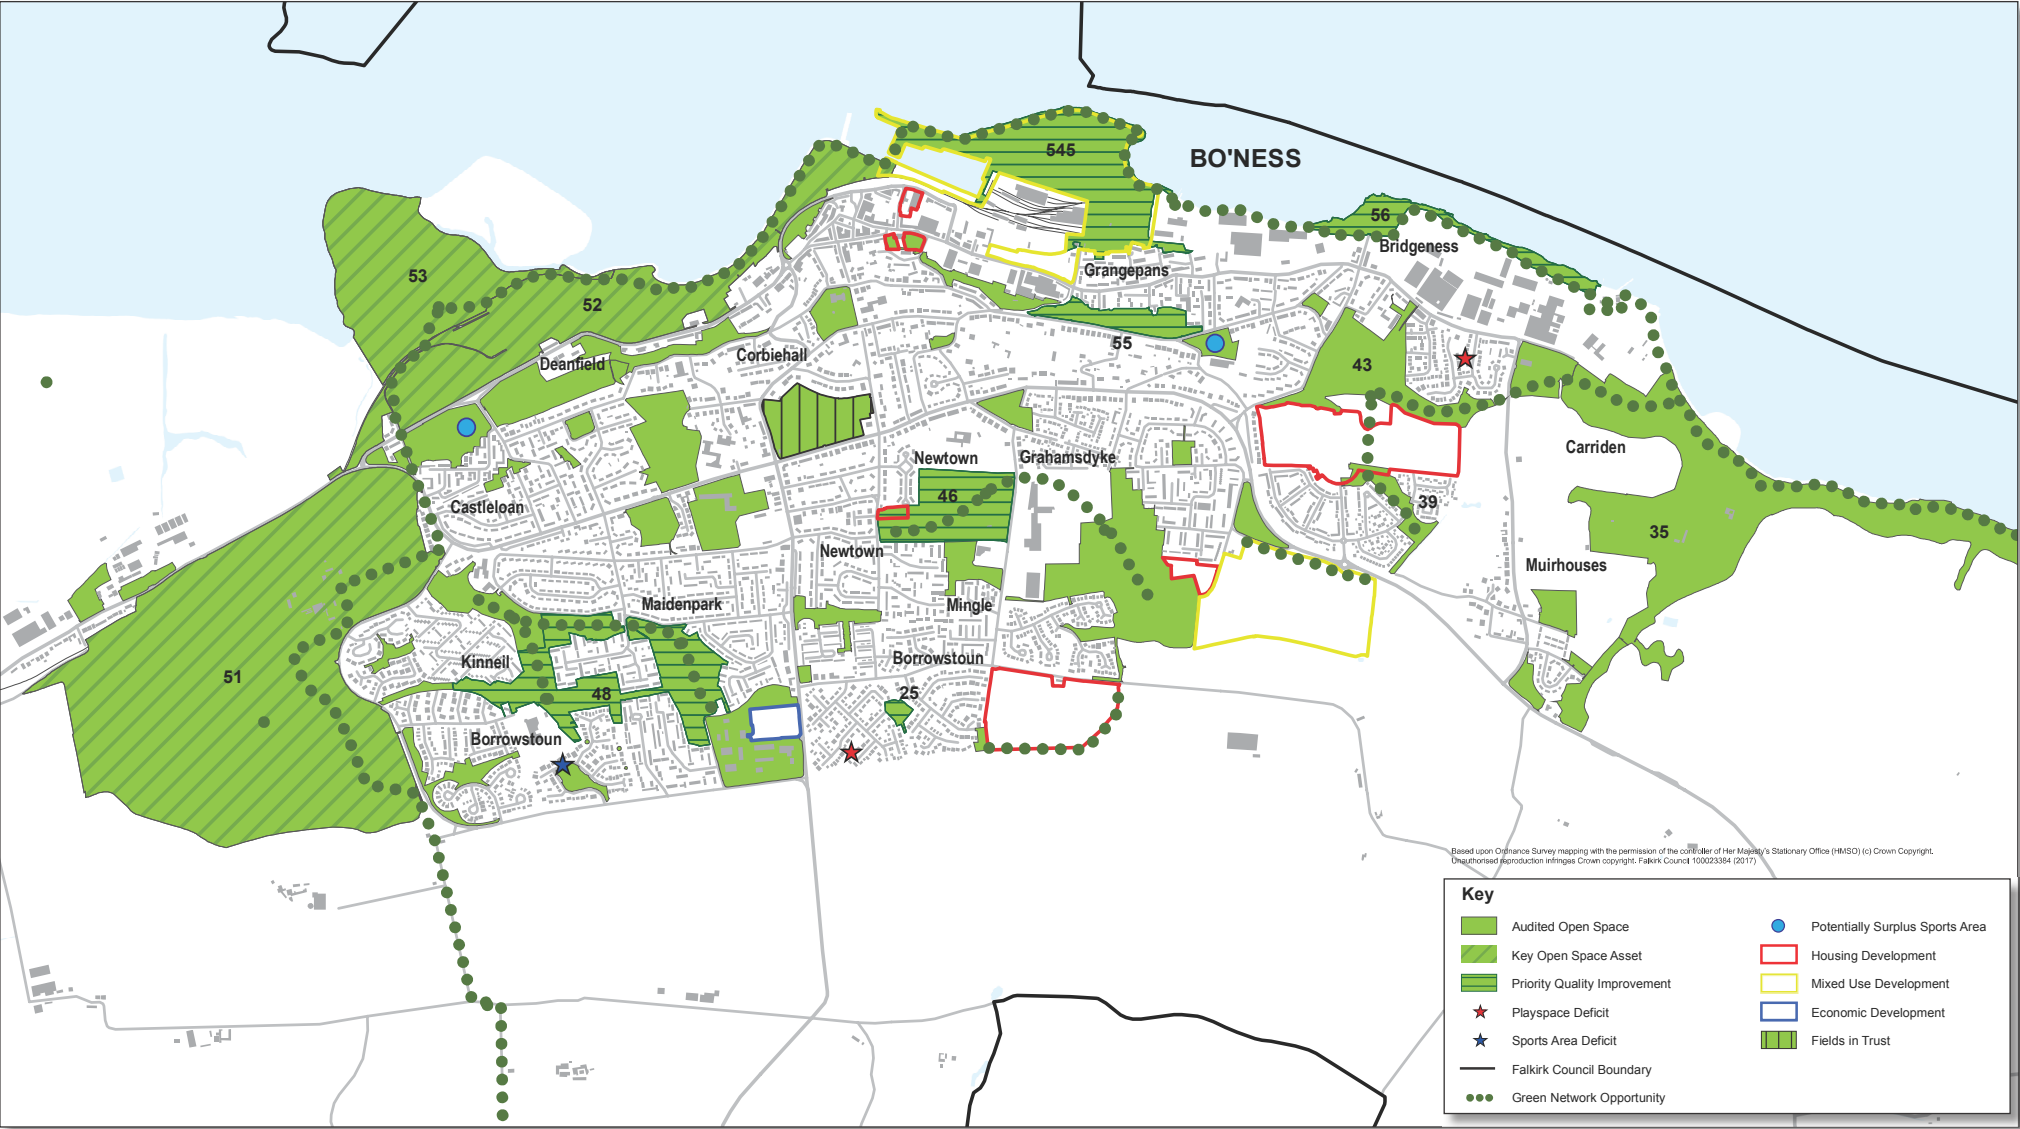 545
BO'NESS
56
Bridgeness
53
Grangepans
52
55
Corbiehall
Deanfield
43
Carriden
Newtown
Grahamsdyke
46
39
Castleloan
35
Newtown
Muirhouses
Maidenpark
Mingle
Kinneil
Borrowstoun
51
48
25
Borrowstoun
Based upon Ordnance Survey mapping with the permission of the controller of Her Majesty's Stationary Office (HMSO) (c) Crown Copyright.
Unauthorised reproduction infringes Crown copyright. Falkirk Council 100023384 (2017)
Key
Audited Open Space
Key Open Space Asset
Priority Quality Improvement
Playspace Deficit
Sports Area Deficit
Falkirk Council Boundary
Green Network Opportunity
Potentially Surplus Sports Area
Housing Development
Mixed Use Development
Economic Development
Fields in Trust